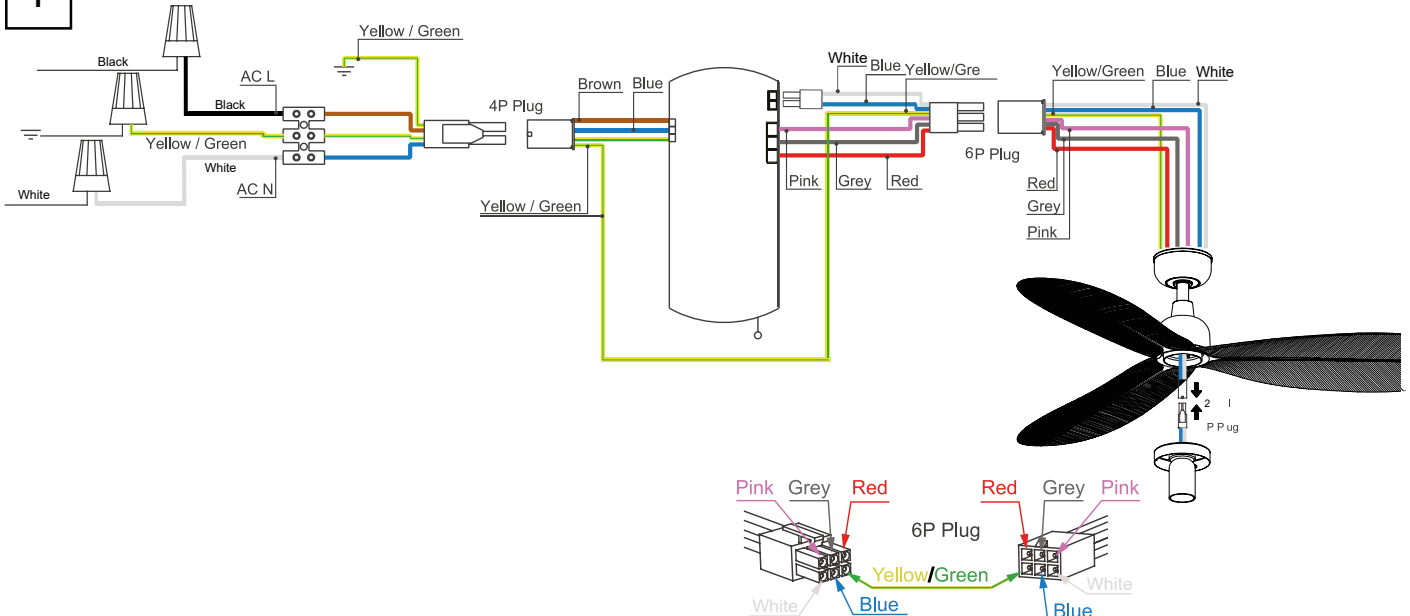 Yellow / Green
Black
AC L
Black
Yellow / Green
White
AC N
White
4P Plug
Brown
Blue
Yellow / Green
White
Blue
Yellow/Gre
Pink
Grey
Red
6P Plug
Yellow/Green
Blue
White
Red
Grey
Pink
2 l
P P ug
Pink
Grey
Red
6P Plug
Red
Grey
Pink
Yellow/Green
White
Blue
White
Blue